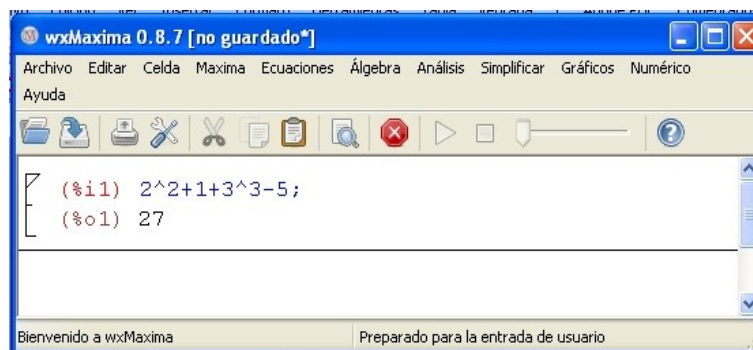 wxMaxima 0.8.7 [no guardado*]
Archivo Editar Celda Maxima Ecuaciones Álgebra Análisis Simplificar Gráficos Numérico
Ayuda
(%i1) 2^2+1+3^3-5;
(%o1) 27
Bienvenido a wxMaxima Preparado para la entrada de usuario